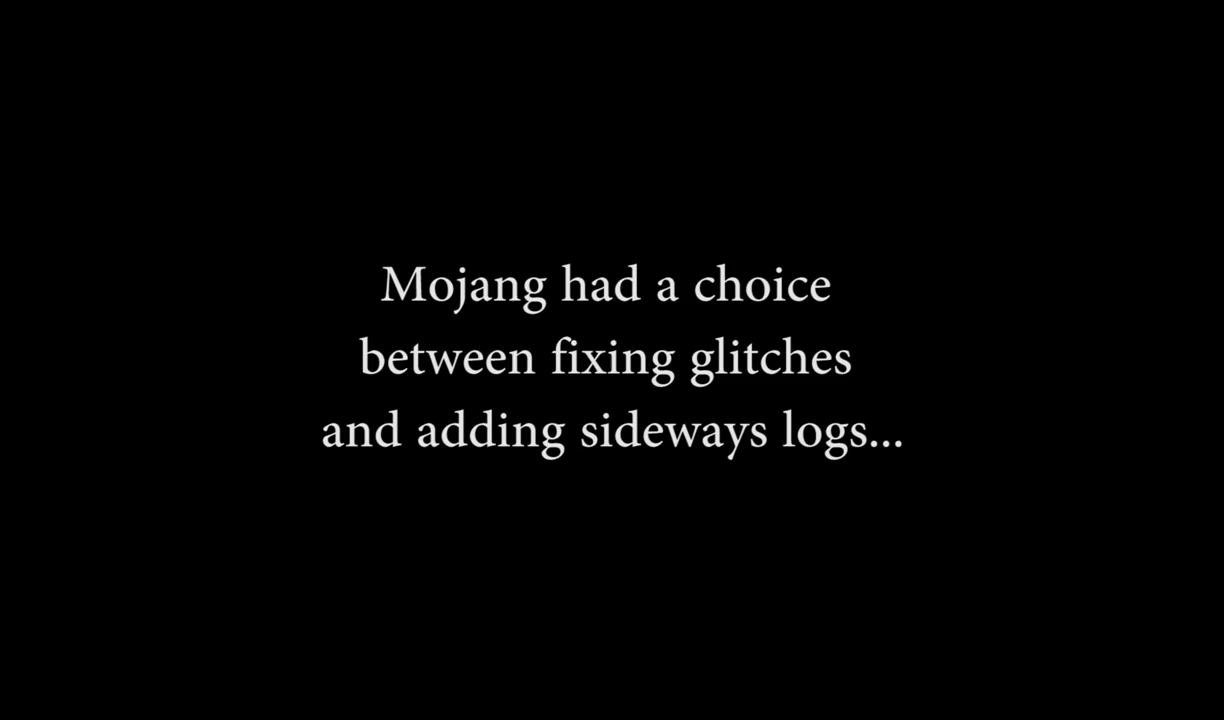 Mojang had a choice
between fixing glitches
and adding sideways logs...